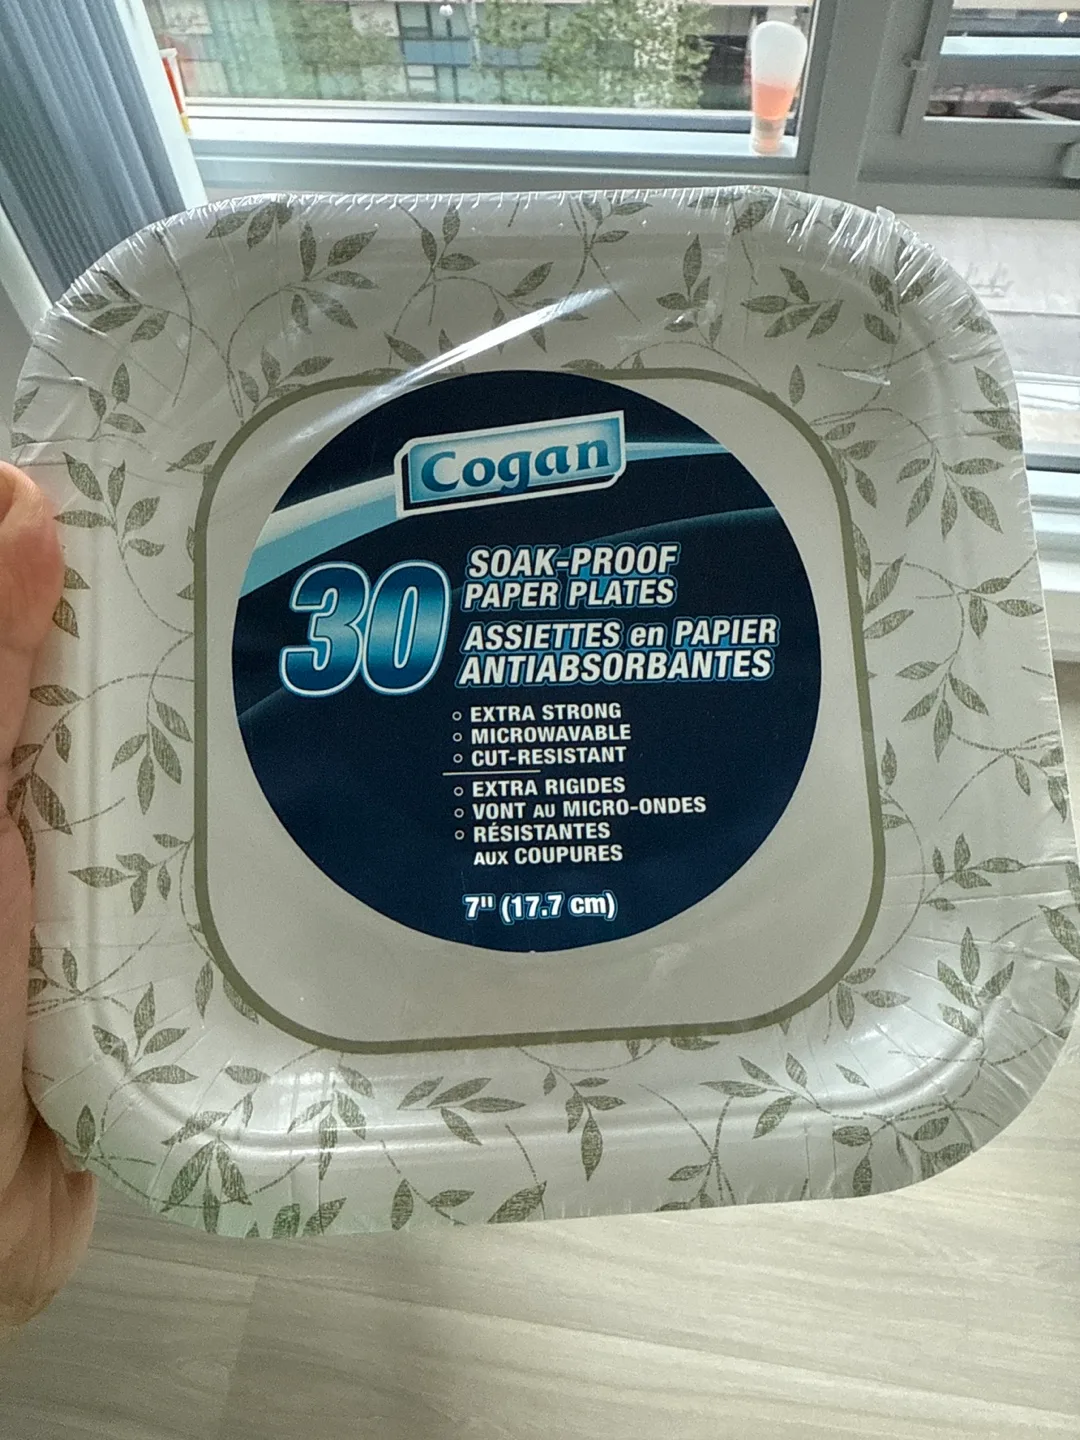 Cogan
30
SOAK-PROOF
PAPER PLATES
ASSIETTES en PAPIER
ANTIABSORBANTES
EXTRA STRONG
MICROWAVABLE
CUT-RESISTANT
EXTRA RIGIDES
VONT AU MICRO-ONDES
RÉSISTANTES
AUX COUPURES
7" (17.7 cm)